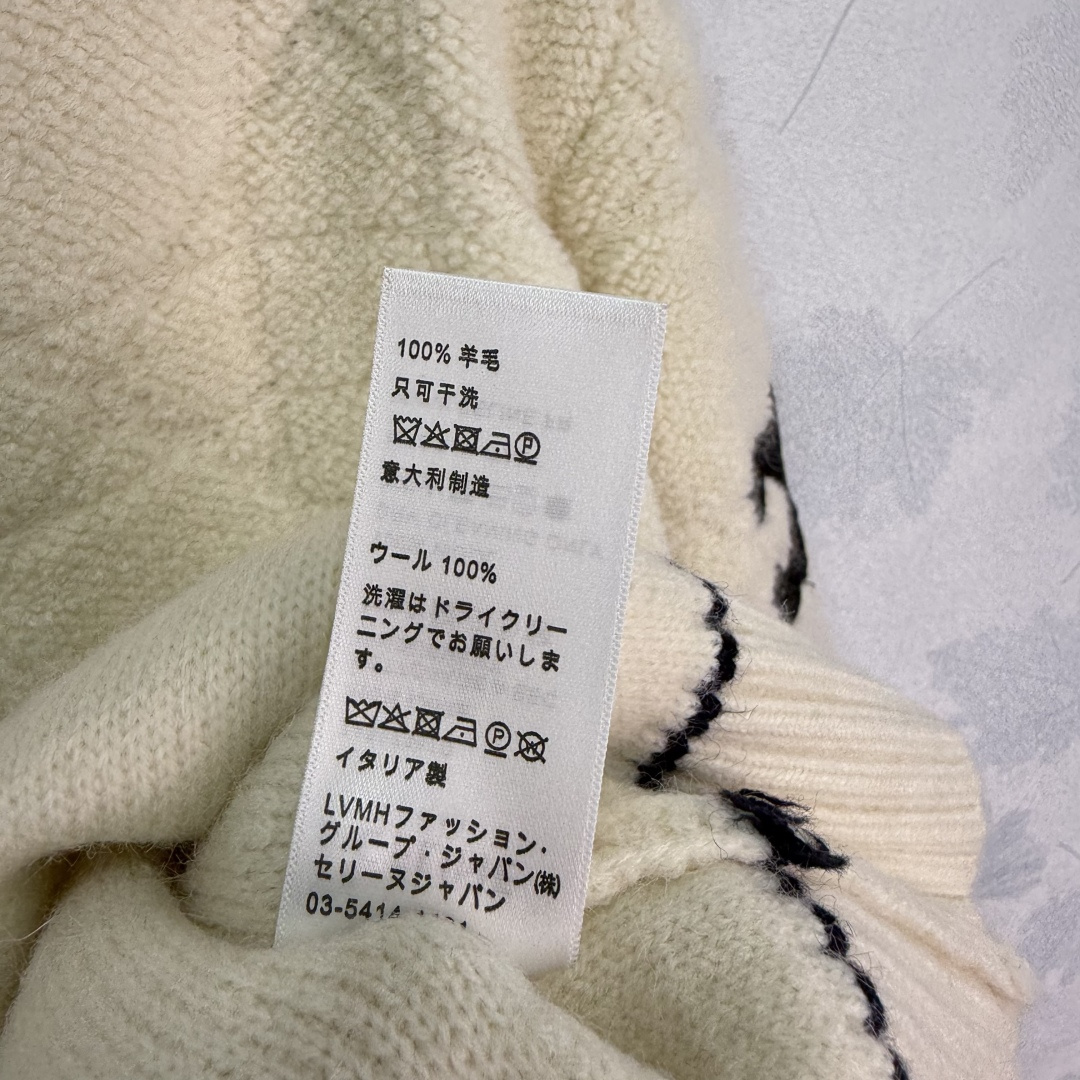 100% 羊毛
只可干洗
意大利制造
ウール 100%
洗濯はドライクリー
ニングでお願いしま
す。
イタリア製
LVMHファッション・
グループ・ジャパン(株)
セリーヌジャパン
03-5414